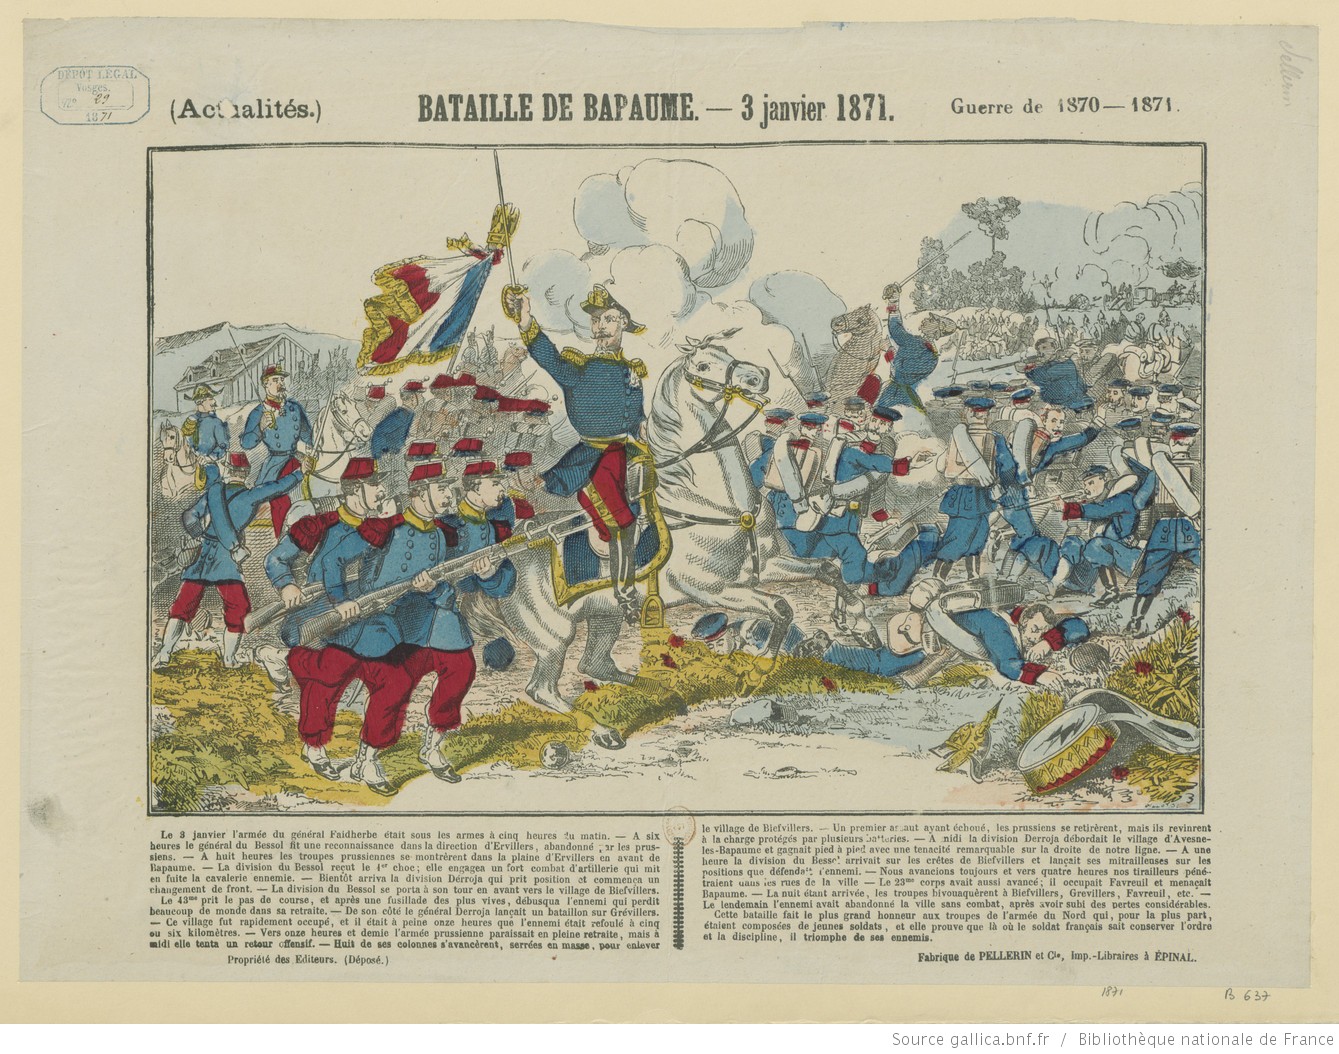 DÉPOT LÉGAL
Vosges.
29
1871
(Actualités.)
BATAILLE DE BAPAUME. — 3 janvier 1871.
Guerre de 1870—1871.
Le 3 janvier l'armée du général Faidherbe était sous les armes à cinq heures du matin. — A six
heures le général du Bessol fit une reconnaissance dans la direction d'Ervillers, abandonné par les prus-
siens. — A huit heures les troupes prussiennes se montrèrent dans la plaine d'Ervillers en avant de
Bapaume. — La division du Bessol reçut le 1er choc; elle engagea un fort combat d'artillerie qui mit
en fuite la cavalerie ennemie. — Bientôt arriva la division Déroja qui prit position et commença un
changement de front. — La division du Bessol se porta à son tour en avant vers le village de Biefvillers.
Le 43me prit le pas de course, et après une fusillade des plus vives, débusqua l'ennemi qui perdit
beaucoup de monde dans sa retraite. — De son côté le général Derroja lançait un bataillon sur Grévillers.
— Ce village fut rapidement occupé, et il était à peine onze heures que l'ennemi était refoulé à cinq
ou six kilomètres. — Vers onze heures et demie l'armée prussienne paraissait en pleine retraite, mais à
midi elle tenta un retour offensif. — Huit de ses colonnes s'avancèrent, serrées en masse, pour enlever
le village de Biefvillers. — Un premier assaut ayant échoué, les prussiens se retirèrent, mais ils revinrent
à la charge protégés par plusieurs batteries. — A midi la division Derroja débordait le village d'Avesne-
les-Bapaume et gagnait pied à pied avec une tenacité remarquable sur la droite de notre ligne. — A une
heure la division du Bessol arrivait sur les crêtes de Biefvillers et lançait ses mitrailleuses sur les
positions que défendait l'ennemi. — Nous avancions toujours et vers quatre heures nos tirailleurs péné-
traient dans les rues de la ville — Le 23me corps avait aussi avancé; il occupait Favreuil et menaçait
Bapaume. — La nuit étant arrivée, les troupes bivouaquèrent à Biefvillers, Grevillers, Favreuil, etc. —
Le lendemain l'ennemi avait abandonné la ville sans combat, après avoir subi des pertes considérables.
Cette bataille fait le plus grand honneur aux troupes de l'armée du Nord qui, pour la plus part,
étaient composées de jeunes soldats, et elle prouve que là où le soldat français sait conserver l'ordre
et la discipline, il triomphe de ses ennemis.
Propriété des Editeurs. (Déposé.)
Fabrique de PELLERIN et Cie, Imp.-Libraires à ÉPINAL.
1871
B 637
Source gallica.bnf.fr / Bibliothèque nationale de France